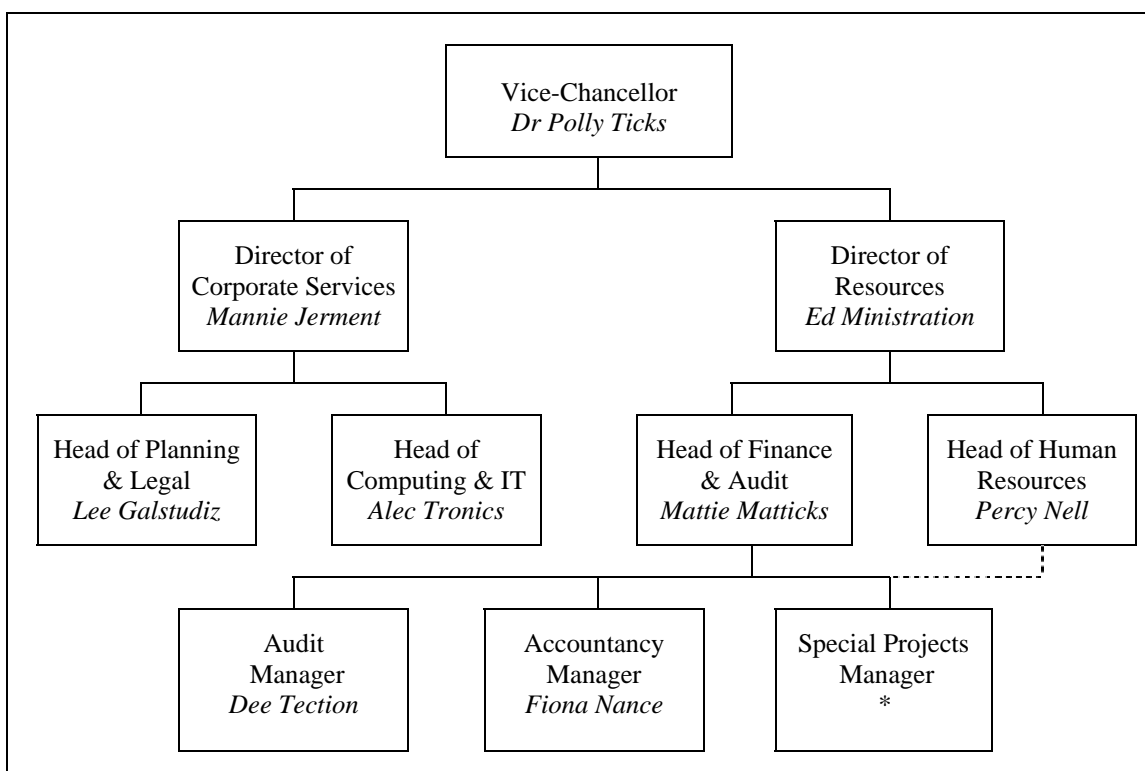 Vice-Chancellor
Dr Polly Ticks
Director of
Corporate Services
Mannie Jerment
Director of
Resources
Ed Ministration
Head of Planning
& Legal
Lee Galstudiz
Head of
Computing & IT
Alec Tronics
Head of Finance
& Audit
Mattie Matticks
Head of Human
Resources
Percy Nell
Audit
Manager
Dee Tection
Accountancy
Manager
Fiona Nance
Special Projects
Manager
*